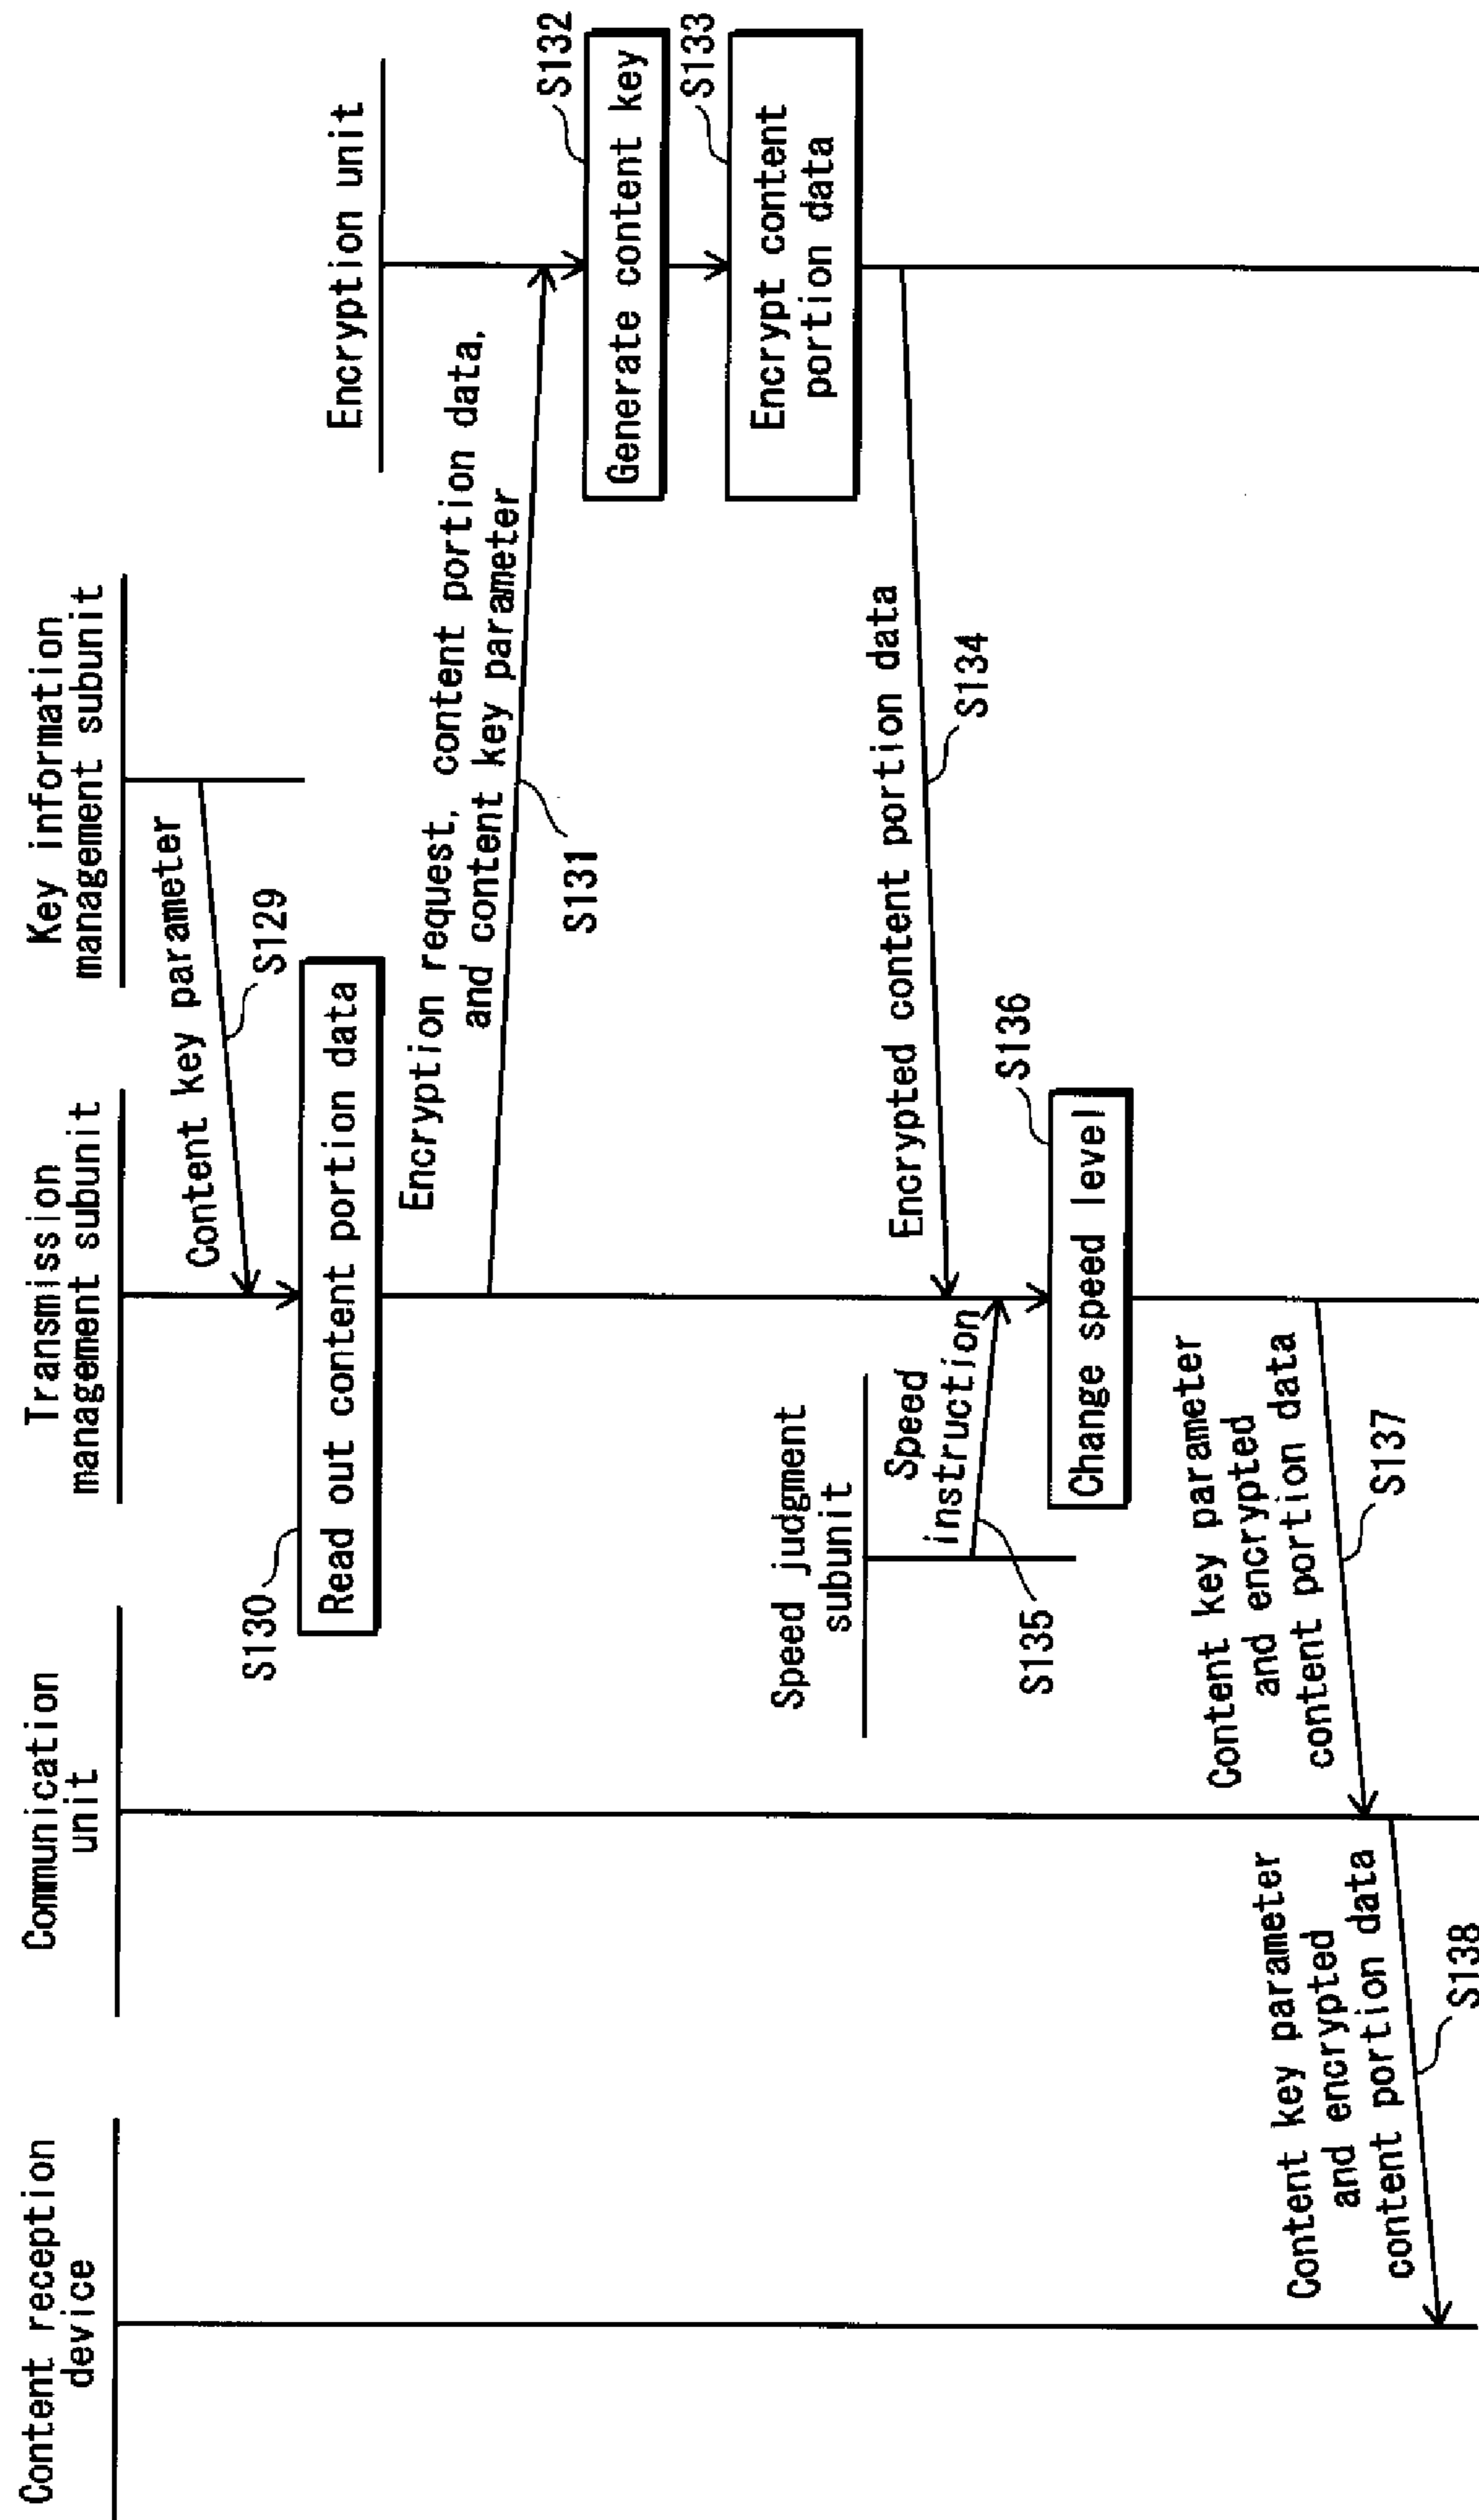 Content reception
device
Communication
unit
Transmission
management subunit
Key information
management subunit
Content key parameter
S129
S130
Read out content portion data
Encryption unit
Encryption request, content portion data,
and content key parameter
S131
S132
Generate content key
S133
Encrypt content
portion data
Encrypted content portion data
S134
Speed judgment
subunit
Speed
instruction
S135
S136
Change speed level
Content key parameter
and encrypted
content portion data
S137
Content key parameter
and encrypted
content portion data
S138